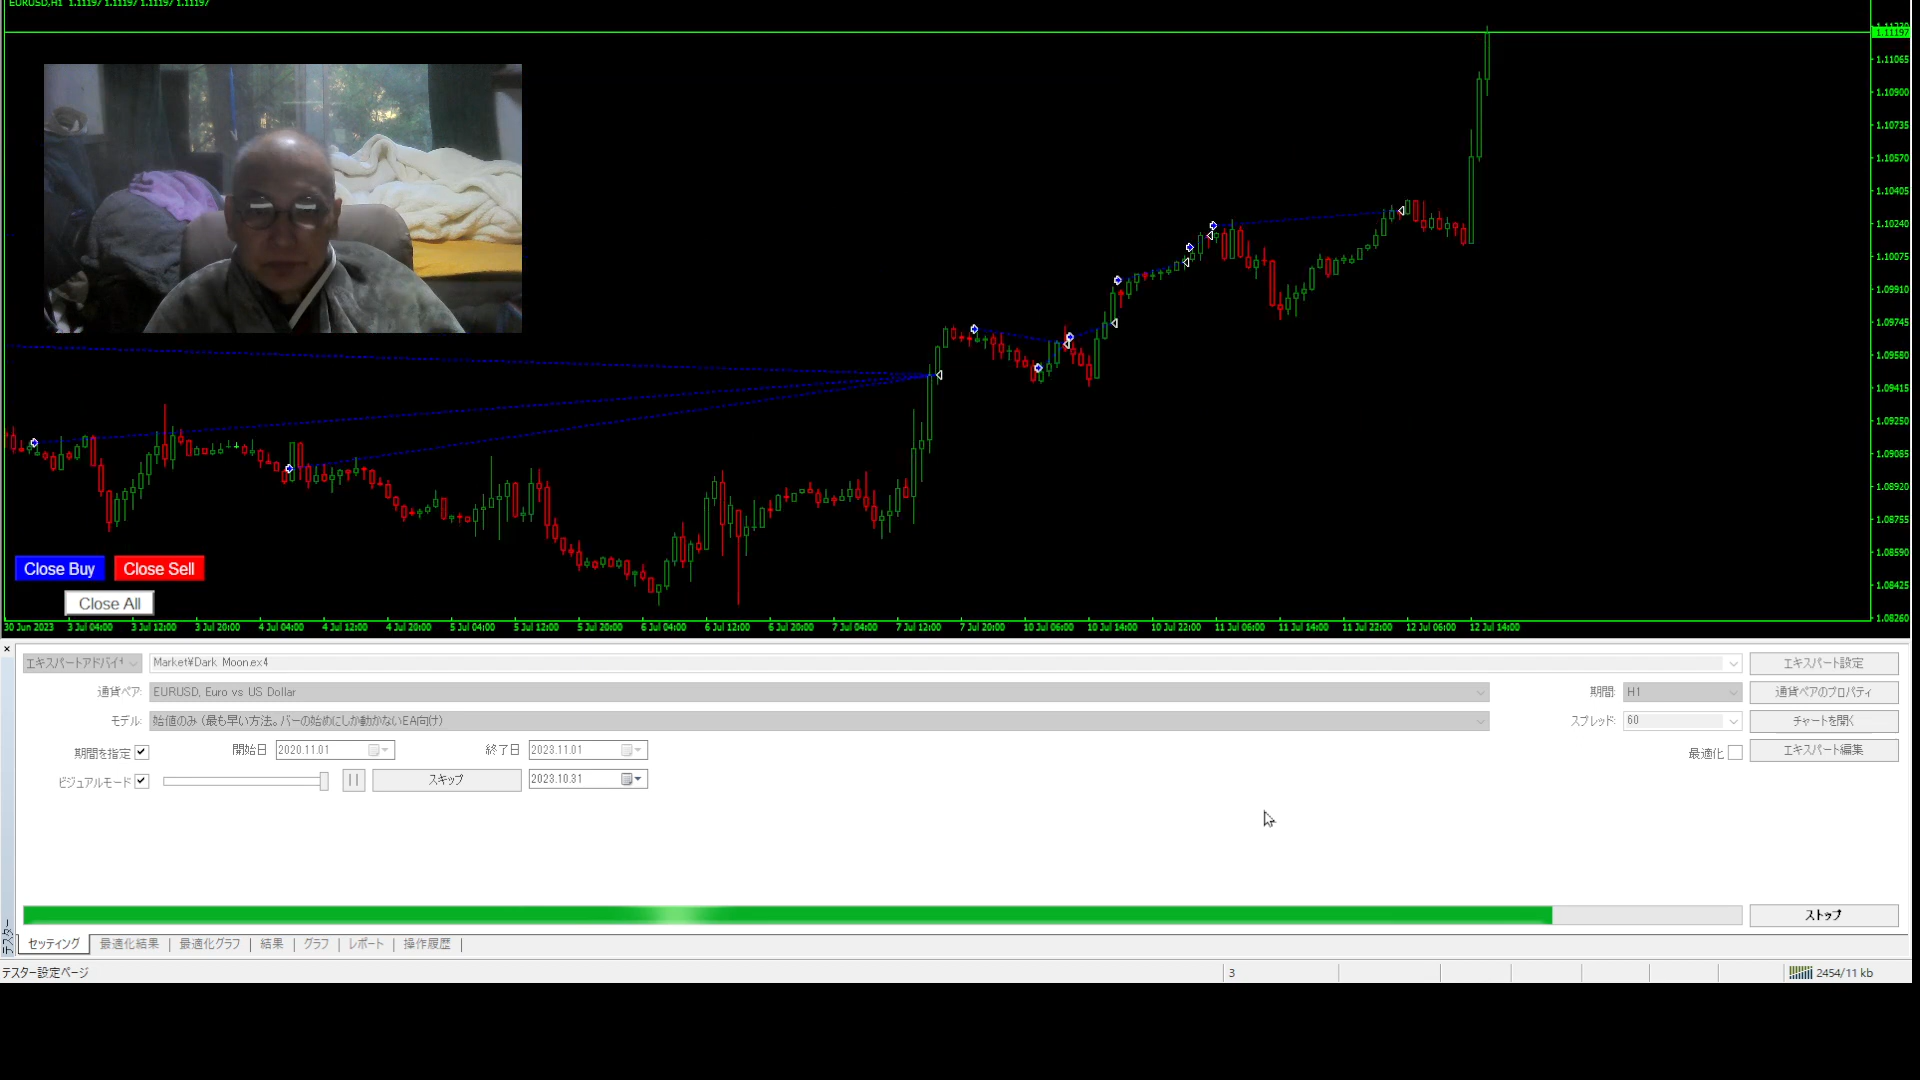 EURUSD,H1 1.11197 1.11197 1.11197 1.11197
1.11197
1.11065
1.10900
1.10735
1.10570
1.10405
1.10240
1.10075
1.09910
1.09745
1.09580
1.09415
1.09250
1.09085
1.08920
1.08755
1.08590
1.08425
1.08260
Close Buy
Close Sell
Close All
30 Jun 2023 3 Jul 04:00 3 Jul 12:00 3 Jul 20:00 4 Jul 04:00 4 Jul 12:00 4 Jul 20:00 5 Jul 04:00 5 Jul 12:00 5 Jul 20:00 6 Jul 04:00 6 Jul 12:00 6 Jul 20:00 7 Jul 04:00 7 Jul 12:00 7 Jul 20:00 10 Jul 06:00 10 Jul 14:00 10 Jul 22:00 11 Jul 06:00 11 Jul 14:00 11 Jul 22:00 12 Jul 06:00 12 Jul 14:00
エキスパートアドバイ Market¥Dark Moon.ex4 エキスパート設定
通貨ペア: EURUSD, Euro vs US Dollar 期間: H1 通貨ペアのプロパティ
モデル: 始値のみ (最も早い方法。バーの始めにしか動かないEA向け) スプレッド: 60 チャートを開く
期間を指定 開始日 2020.11.01 終了日 2023.11.01 最適化 エキスパート編集
ビジュアルモード スキップ 2023.10.31
ストップ
テスター
セッティング 最適化結果 最適化グラフ 結果 グラフ レポート 操作履歴
テスター設定ページ 3 2454/11 kb